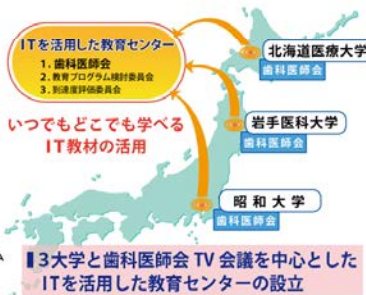 ITを活用した教育センター
1. 歯科医師会
2. 教育プログラム検討委員会
3. 到達度評価委員会
いつでもどこでも学べる
IT教材の活用
北海道医療大学
歯科医師会
岩手医科大学
歯科医師会
昭和大学
歯科医師会
ム
▌3大学と歯科医師会 TV 会議を中心とした
ITを活用した教育センターの設立